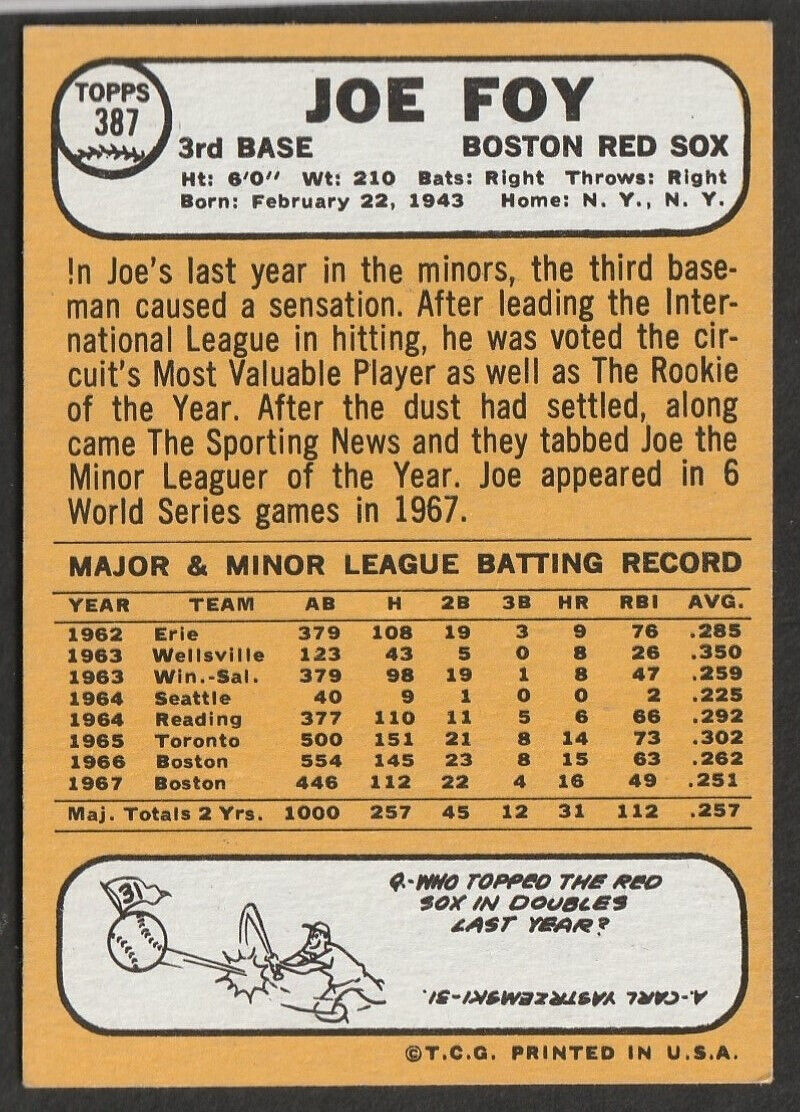 TOPPS
387
JOE FOY
3rd BASE BOSTON RED SOX
Ht: 6'0" Wt: 210 Bats: Right Throws: Right
Born: February 22, 1943 Home: N. Y., N. Y.
In Joe's last year in the minors, the third base-
man caused a sensation. After leading the Inter-
national League in hitting, he was voted the cir-
cuit's Most Valuable Player as well as The Rookie
of the Year. After the dust had settled, along
came The Sporting News and they tabbed Joe the
Minor Leaguer of the Year. Joe appeared in 6
World Series games in 1967.
MAJOR & MINOR LEAGUE BATTING RECORD
YEAR TEAM AB H 2B 3B HR RBI AVG.
1962 Erie 379 108 19 3 9 76 .285
1963 Wellsville 123 43 5 0 8 26 .350
1963 Win.-Sal. 379 98 19 1 8 47 .259
1964 Seattle 40 9 1 0 0 2 .225
1964 Reading 377 110 11 5 6 66 .292
1965 Toronto 500 151 21 8 14 73 .302
1966 Boston 554 145 23 8 15 63 .262
1967 Boston 446 112 22 4 16 49 .251
Maj. Totals 2 Yrs. 1000 257 45 12 31 112 .257
31
Q-WHO TOPPED THE RED
SOX IN DOUBLES
LAST YEAR?
A-CARL YASTRZEMSKI-31.
©T.C.G. PRINTED IN U.S.A.